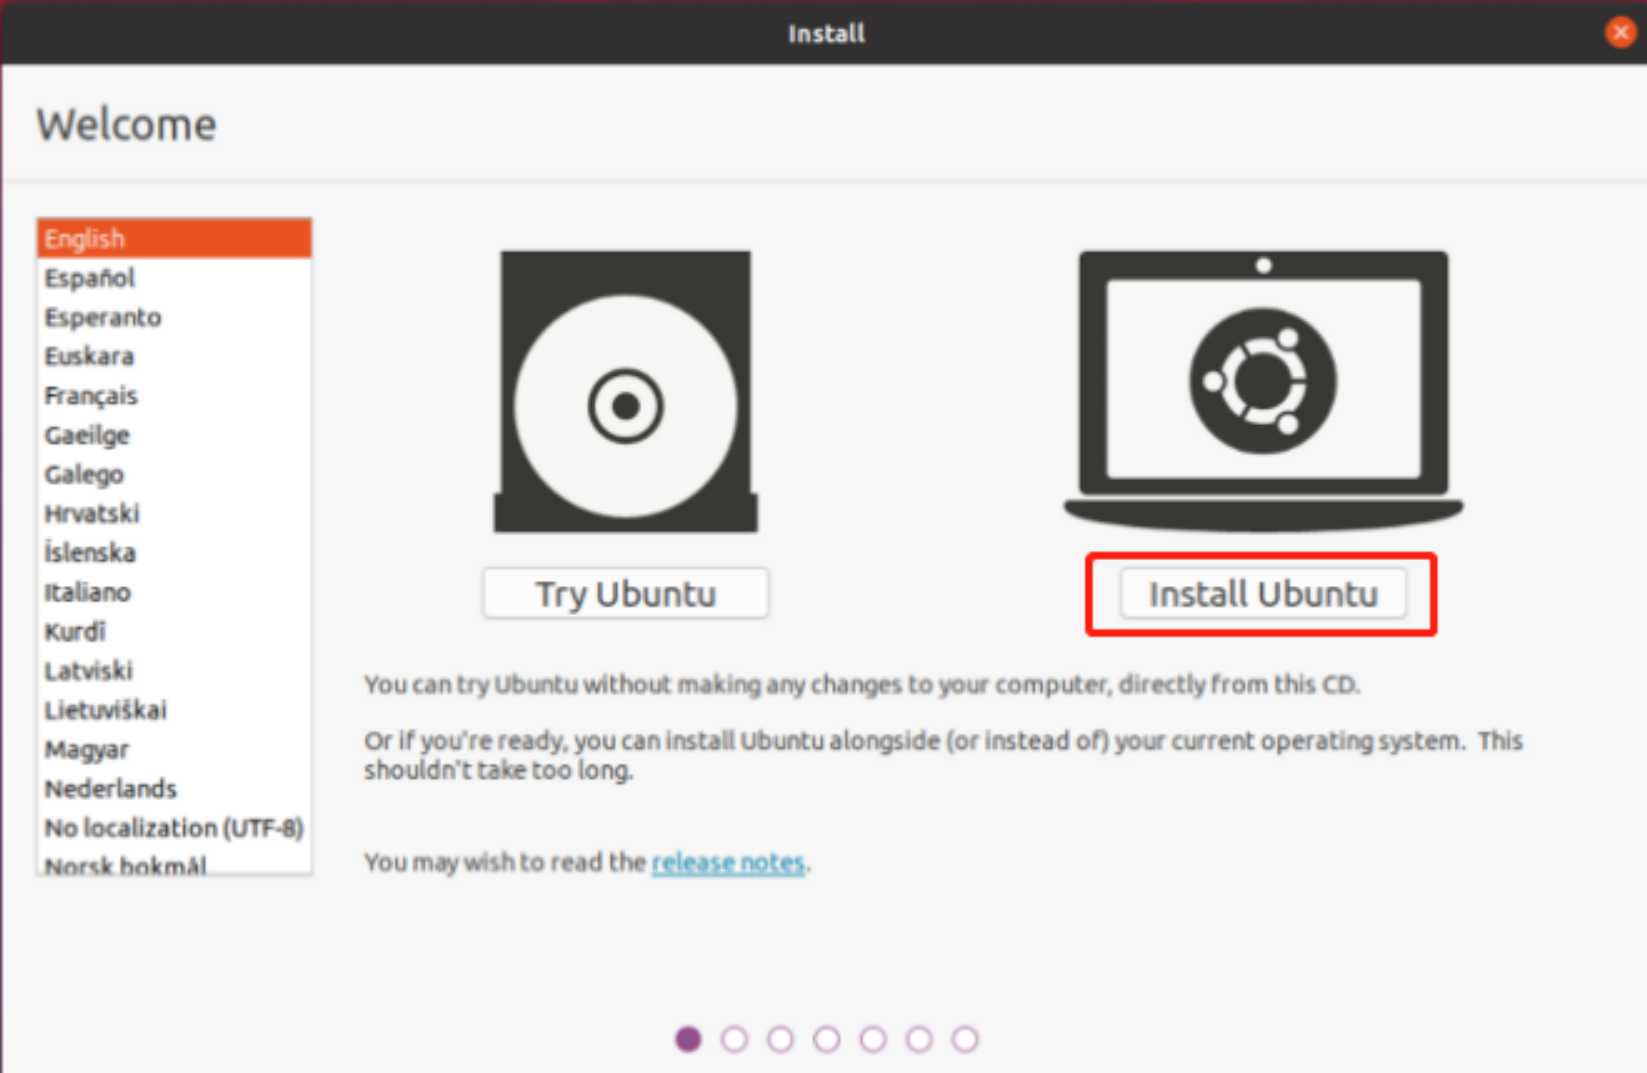 Install
Welcome
English
Español
Esperanto
Euskara
Français
Gaeilge
Galego
Hrvatski
Íslenska
Italiano
Kurdî
Latviski
Lietuviškai
Magyar
Nederlands
No localization (UTF-8)
Norsk bokmål
Try Ubuntu
Install Ubuntu
You can try Ubuntu without making any changes to your computer, directly from this CD.
Or if you're ready, you can install Ubuntu alongside (or instead of) your current operating system. This
shouldn't take too long.
You may wish to read the release notes.